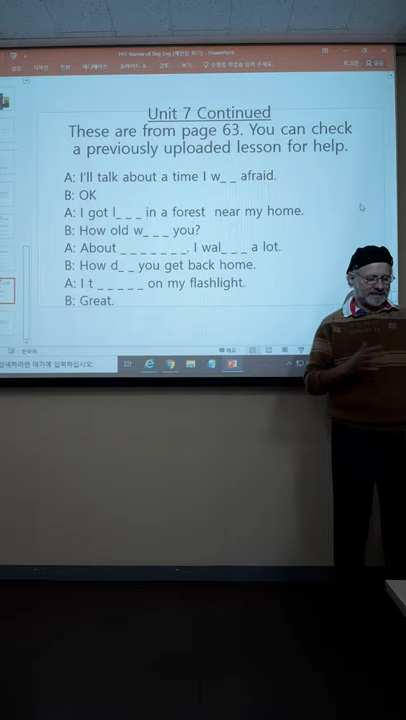 Unit 7 Continued
These are from page 63. You can check
a previously uploaded lesson for help.
A: I'll talk about a time I w_ _ afraid.
B: OK
A: I got l_ _ _ in a forest near my home.
B: How old w_ _ _ you?
A: About _ _ _ _ _ _ _. I wal_ _ _ a lot.
B: How d_ _ you get back home.
A: I t _ _ _ _ _ on my flashlight.
B: Great.